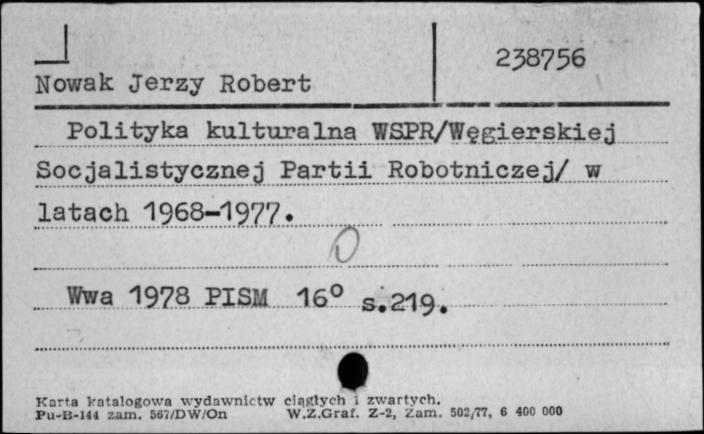 238756
Nowak Jerzy Robert
Polityka kulturalna WSPR/Węgierskiej
Socjalistycznej Partii Robotniczej/ w
latach 1968-1977.
Wwa 1978 PISM 16° s.219.
Karta katalogowa wydawnictw ciągłych i zwartych.
Pu-B-144 zam. 567/DW/On W.Z.Graf. Z-2, Zam. 502/77, 6 400 000